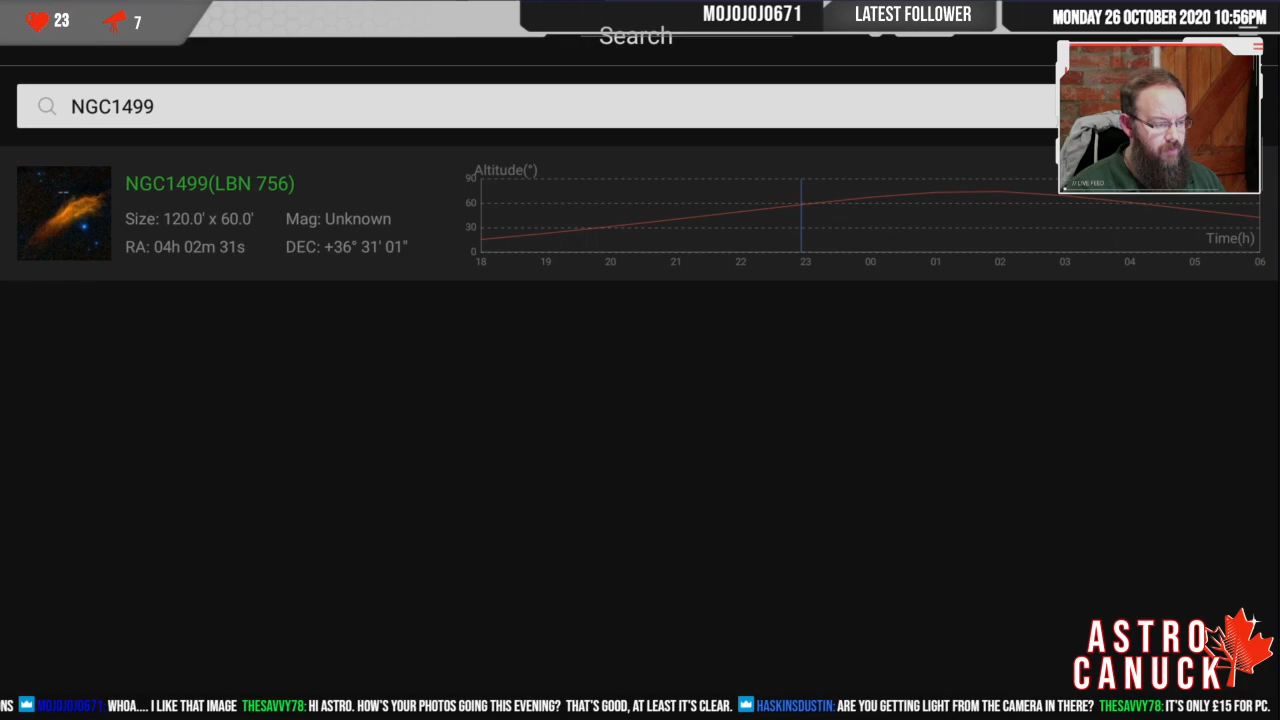 23
7
MOJOJOJO671
LATEST FOLLOWER
MONDAY 26 OCTOBER 2020 10:56PM
Search
NGC1499
// LIVE FEED
NGC1499(LBN 756)
Size: 120.0' x 60.0'
Mag: Unknown
RA: 04h 02m 31s
DEC: +36° 31' 01"
Altitude(°)
90
60
30
0
Time(h)
18 19 20 21 22 23 00 01 02 03 04 05 06
ASTRO
CANUCK
NS MOJOJOJO671: WHOA.... I LIKE THAT IMAGE THESAVVY78: HI ASTRO. HOW'S YOUR PHOTOS GOING THIS EVENING? THAT'S GOOD, AT LEAST IT'S CLEAR. HASKINSDUSTIN: ARE YOU GETTING LIGHT FROM THE CAMERA IN THERE? THESAVVY78: IT'S ONLY £15 FOR PC.